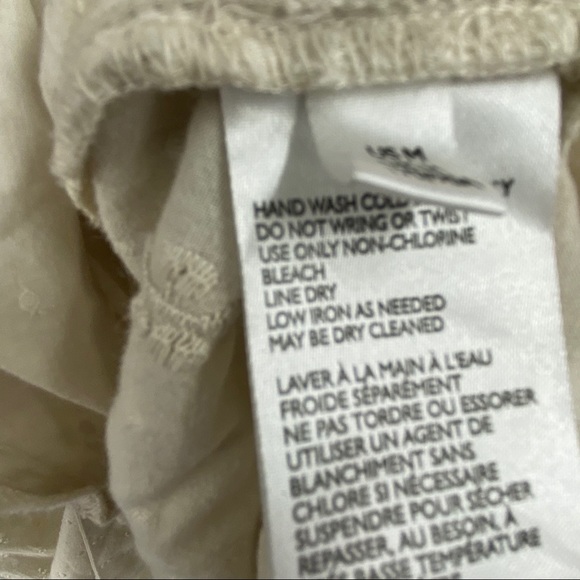 US M
HAND WASH COLD
DO NOT WRING OR TWIST
USE ONLY NON-CHLORINE
BLEACH
LINE DRY
LOW IRON AS NEEDED
MAY BE DRY CLEANED
LAVER À LA MAIN À L'EAU
FROIDE SÉPARÉMENT
NE PAS TORDRE OU ESSORER
UTILISER UN AGENT DE
BLANCHIMENT SANS
CHLORE SI NÉCESSAIRE
SUSPENDRE POUR SÉCHER
REPASSER, AU BESOIN, À
BASSE TEMPÉRATURE